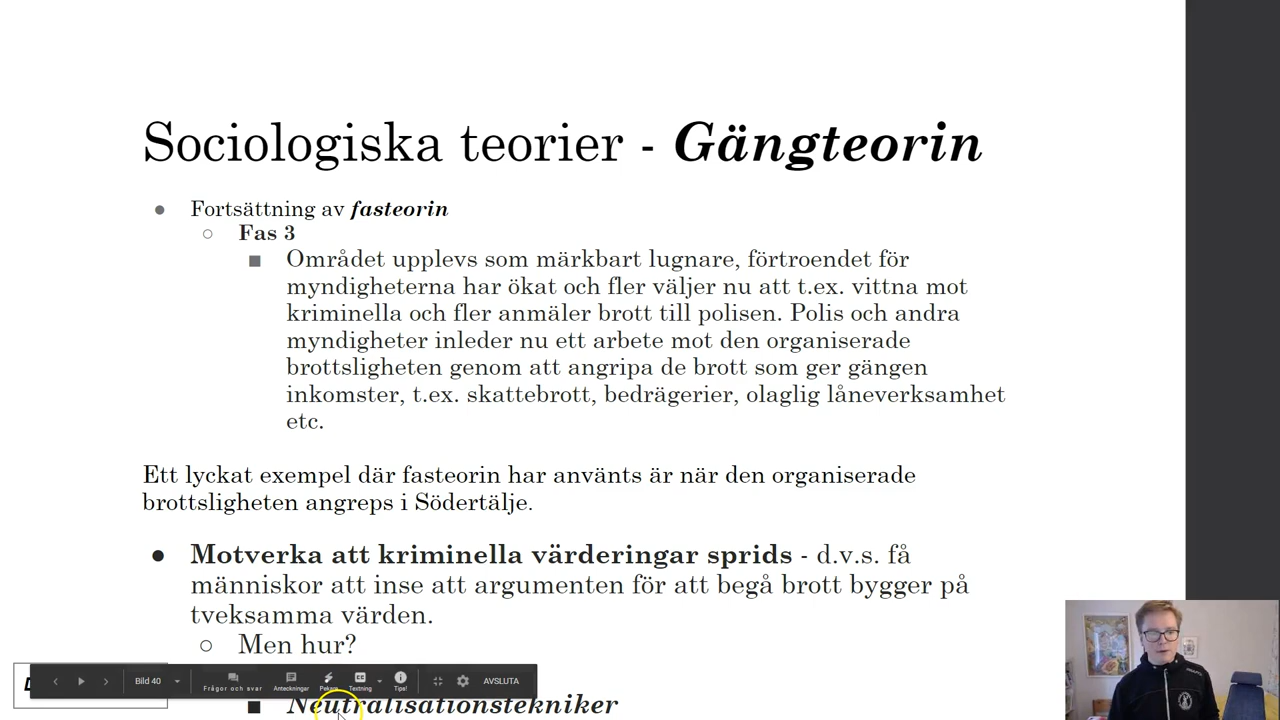 Sociologiska teorier - Gängteorin
● Fortsättning av fasteorin
○ Fas 3
■ Området upplevs som märkbart lugnare, förtroendet för
myndigheterna har ökat och fler väljer nu att t.ex. vittna mot
kriminella och fler anmäler brott till polisen. Polis och andra
myndigheter inleder nu ett arbete mot den organiserade
brottsligheten genom att angripa de brott som ger gängen
inkomster, t.ex. skattebrott, bedrägerier, olaglig låneverksamhet
etc.
Ett lyckat exempel där fasteorin har använts är när den organiserade
brottsligheten angreps i Södertälje.
● Motverka att kriminella värderingar sprids - d.v.s. få
människor att inse att argumenten för att begå brott bygger på
tveksamma värden.
○ Men hur?
Bild 40 Frågor och svar Anteckningar Pekare Textning Tips! AVSLUTA
■ Neutralisationstekniker